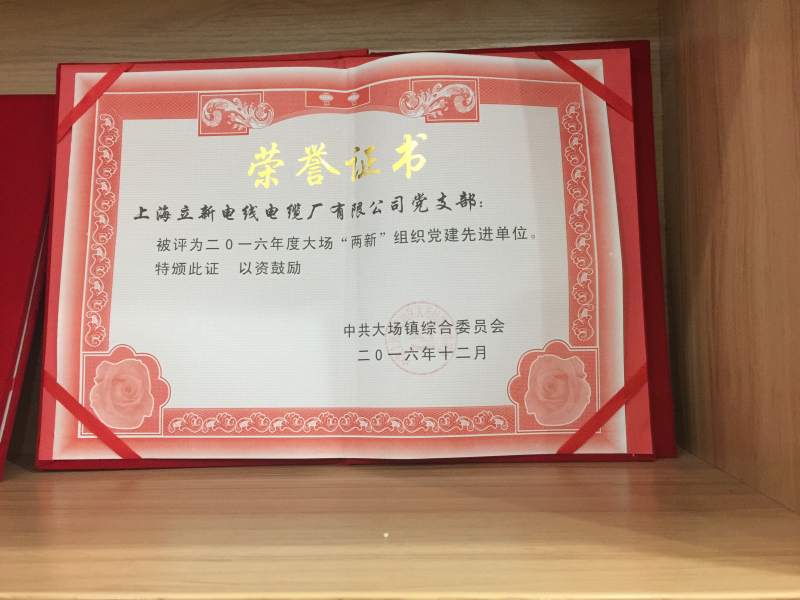 荣誉证书
上海立新电线电缆厂有限公司党支部：
被评为二0一六年度大场“两新”组织党建先进单位。
特颁此证 以资鼓励
中共大场镇综合委员会
二0一六年十二月